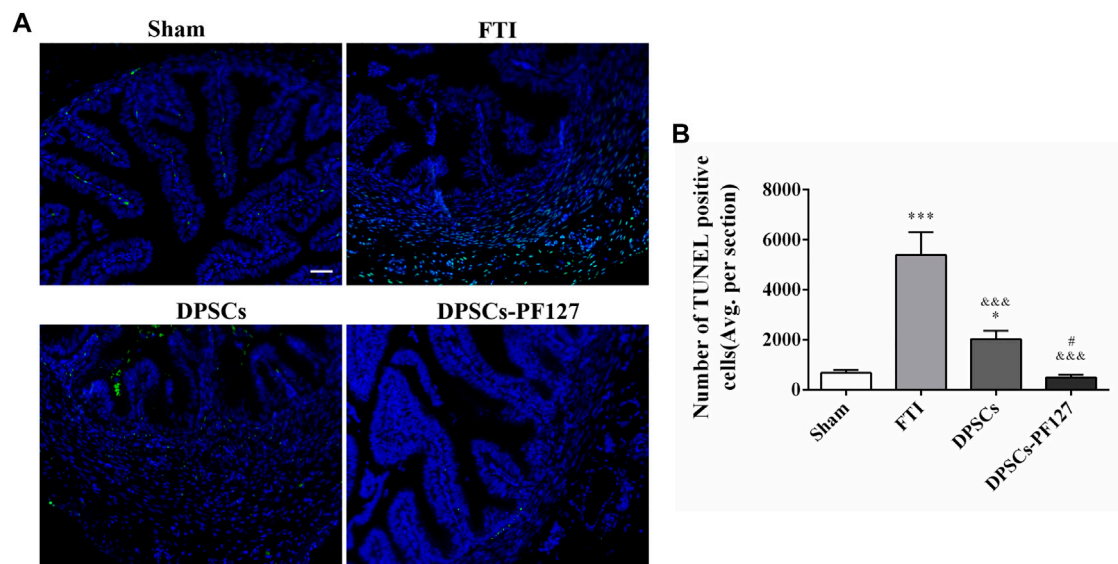 A
Sham
FTI
DPSCs
DPSCs-PF127
B
Number of TUNEL positive
cells(Avg. per section)
8000
6000
4000
2000
0
***
&&&
*
#
&&&
Sham
FTI
DPSCs
DPSCs-PF127